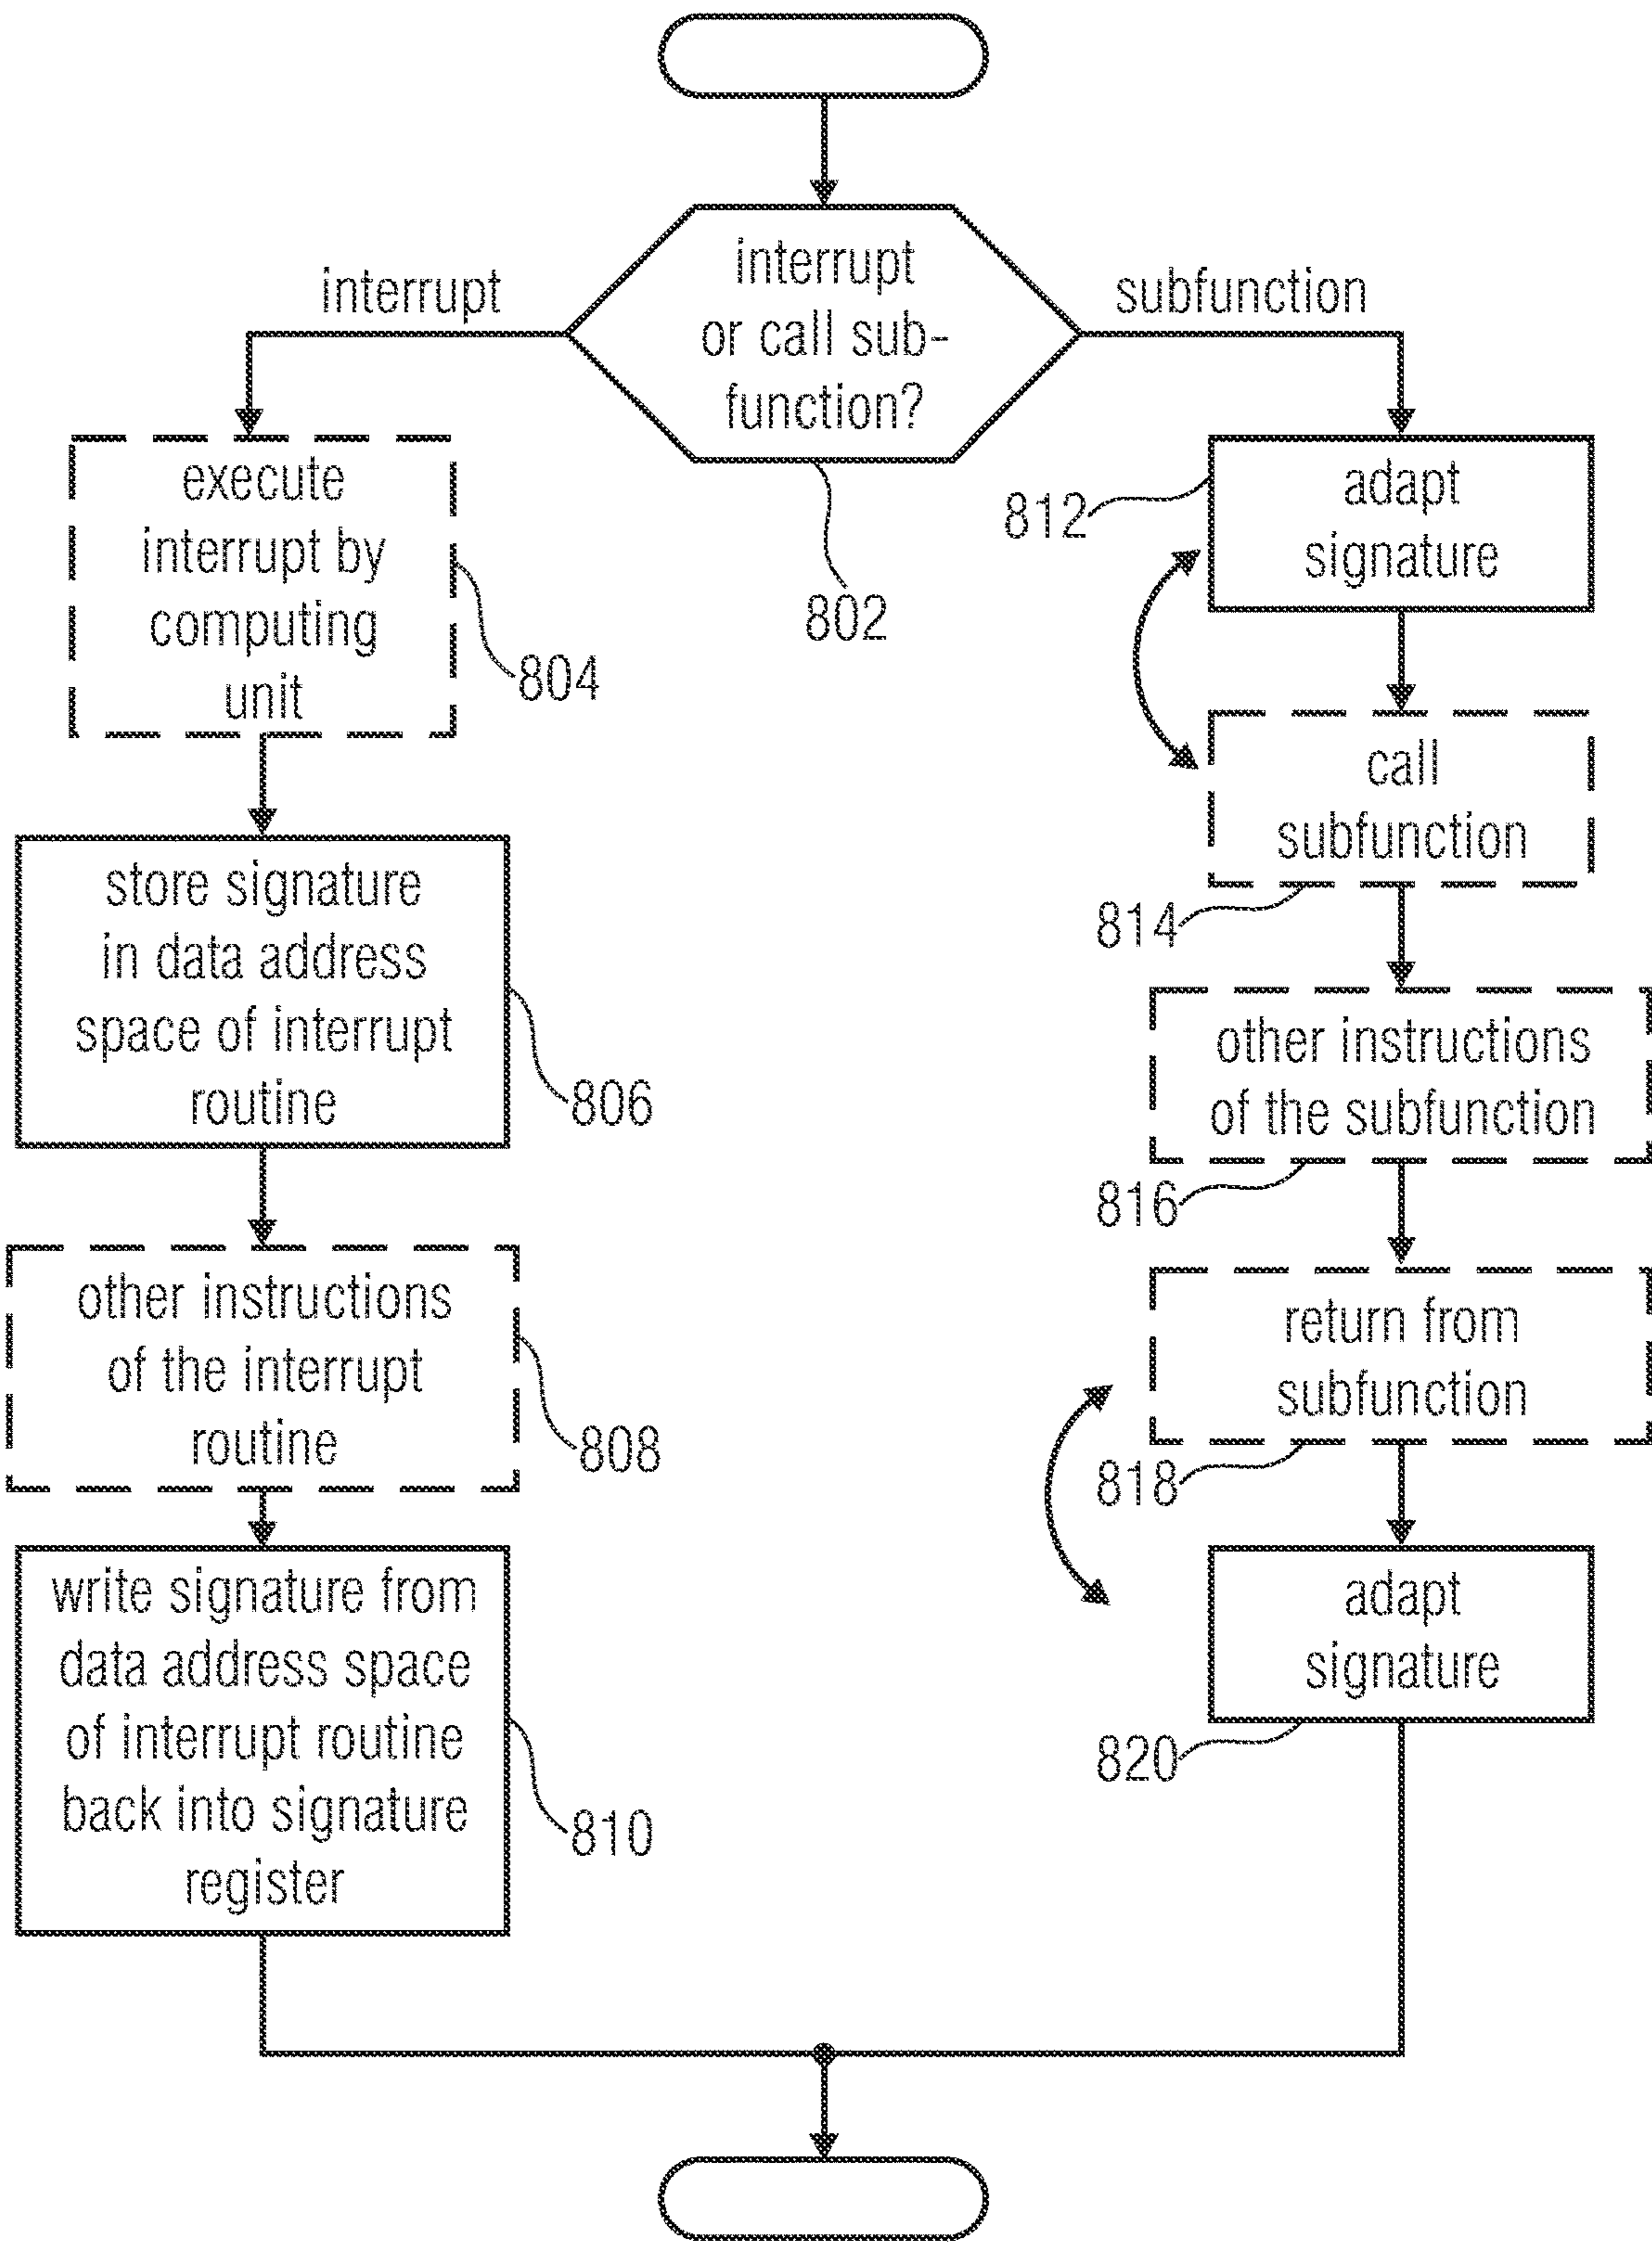 interrupt
or call sub-
function?
802
interrupt
execute
interrupt by
computing
unit
804
store signature
in data address
space of interrupt
routine
806
other instructions
of the interrupt
routine
808
write signature from
data address space
of interrupt routine
back into signature
register
810
subfunction
adapt
signature
812
call
subfunction
814
other instructions
of the subfunction
816
return from
subfunction
818
adapt
signature
820